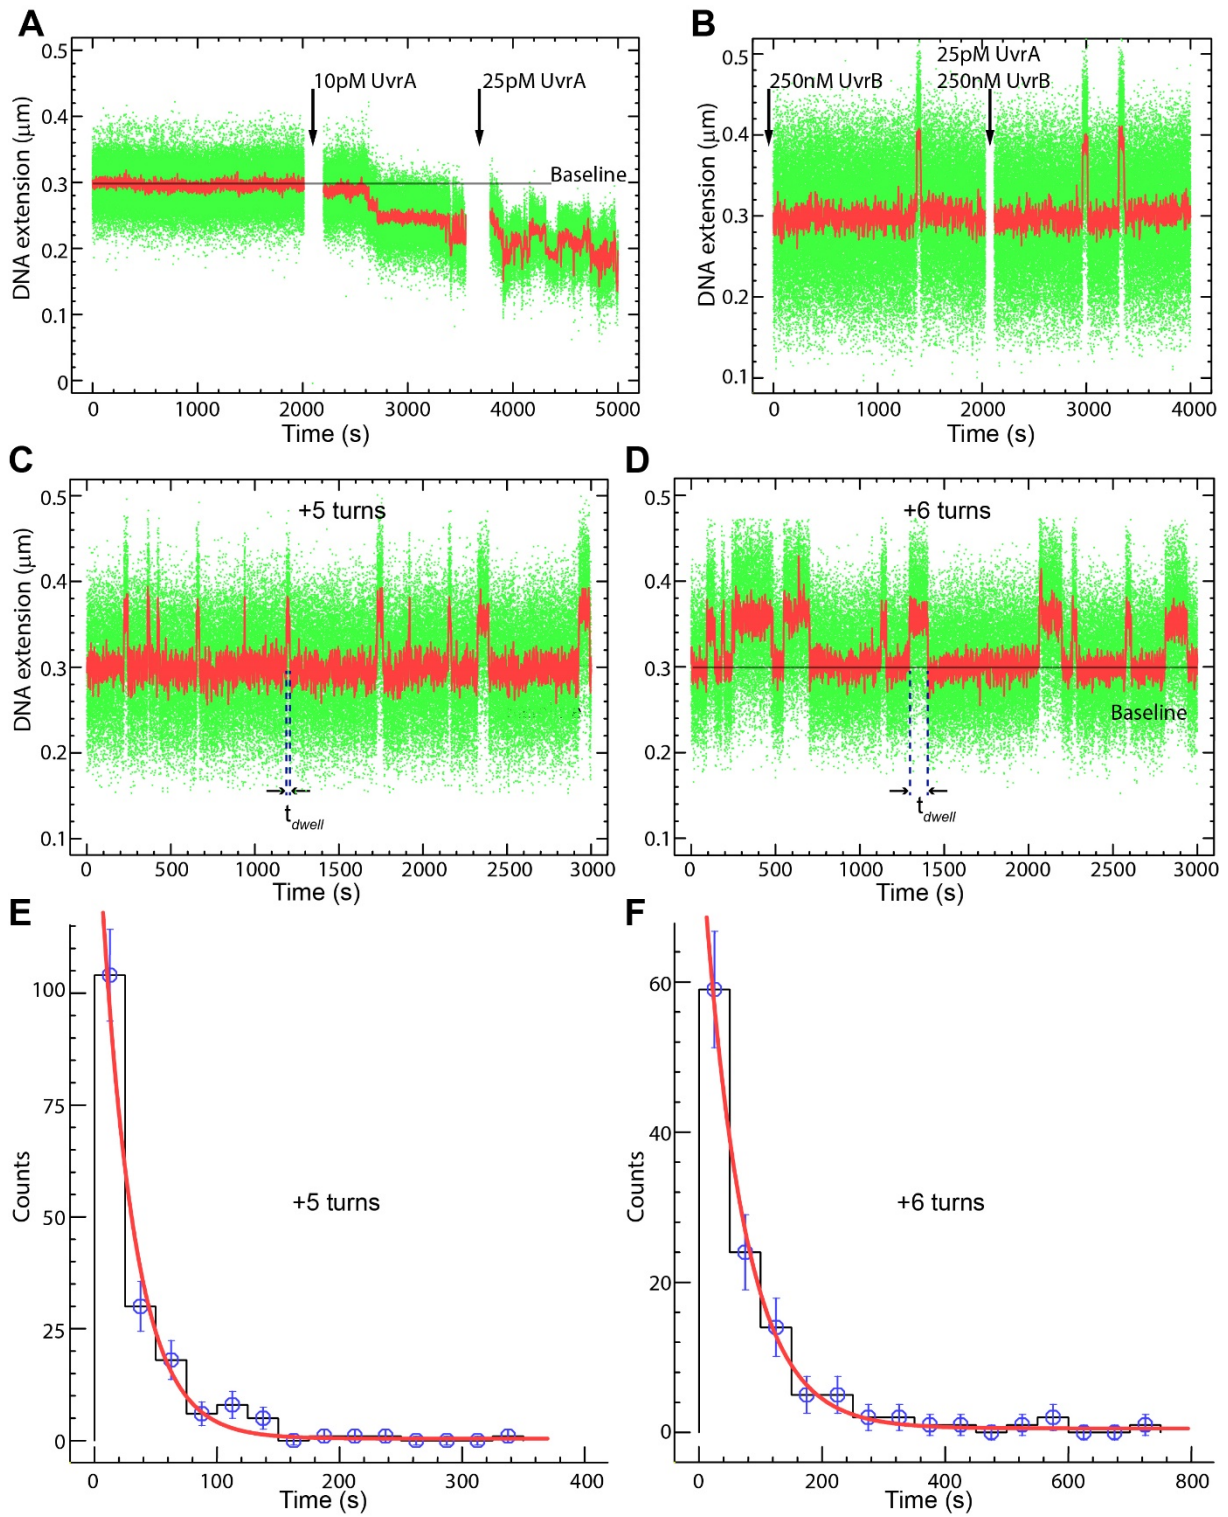 A
0.5
0.4
0.3
0.2
0.1
0
DNA extension (μm)
10pM UvrA
25pM UvrA
Baseline
0 1000 2000 3000 4000 5000
Time (s)
B
0.5
0.4
0.3
0.2
0.1
DNA extension (μm)
250nM UvrB
25pM UvrA
250nM UvrB
0 1000 2000 3000 4000
Time (s)
C
0.5
0.4
0.3
0.2
0.1
DNA extension (μm)
+5 turns
t dwell
0 500 1000 1500 2000 2500 3000
Time (s)
D
0.5
0.4
0.3
0.2
0.1
+6 turns
Baseline
t dwell
0 500 1000 1500 2000 2500 3000
Time (s)
E
100
75
50
25
0
Counts
+5 turns
0 100 200 300 400
Time (s)
F
60
40
20
0
Counts
+6 turns
0 200 400 600 800
Time (s)